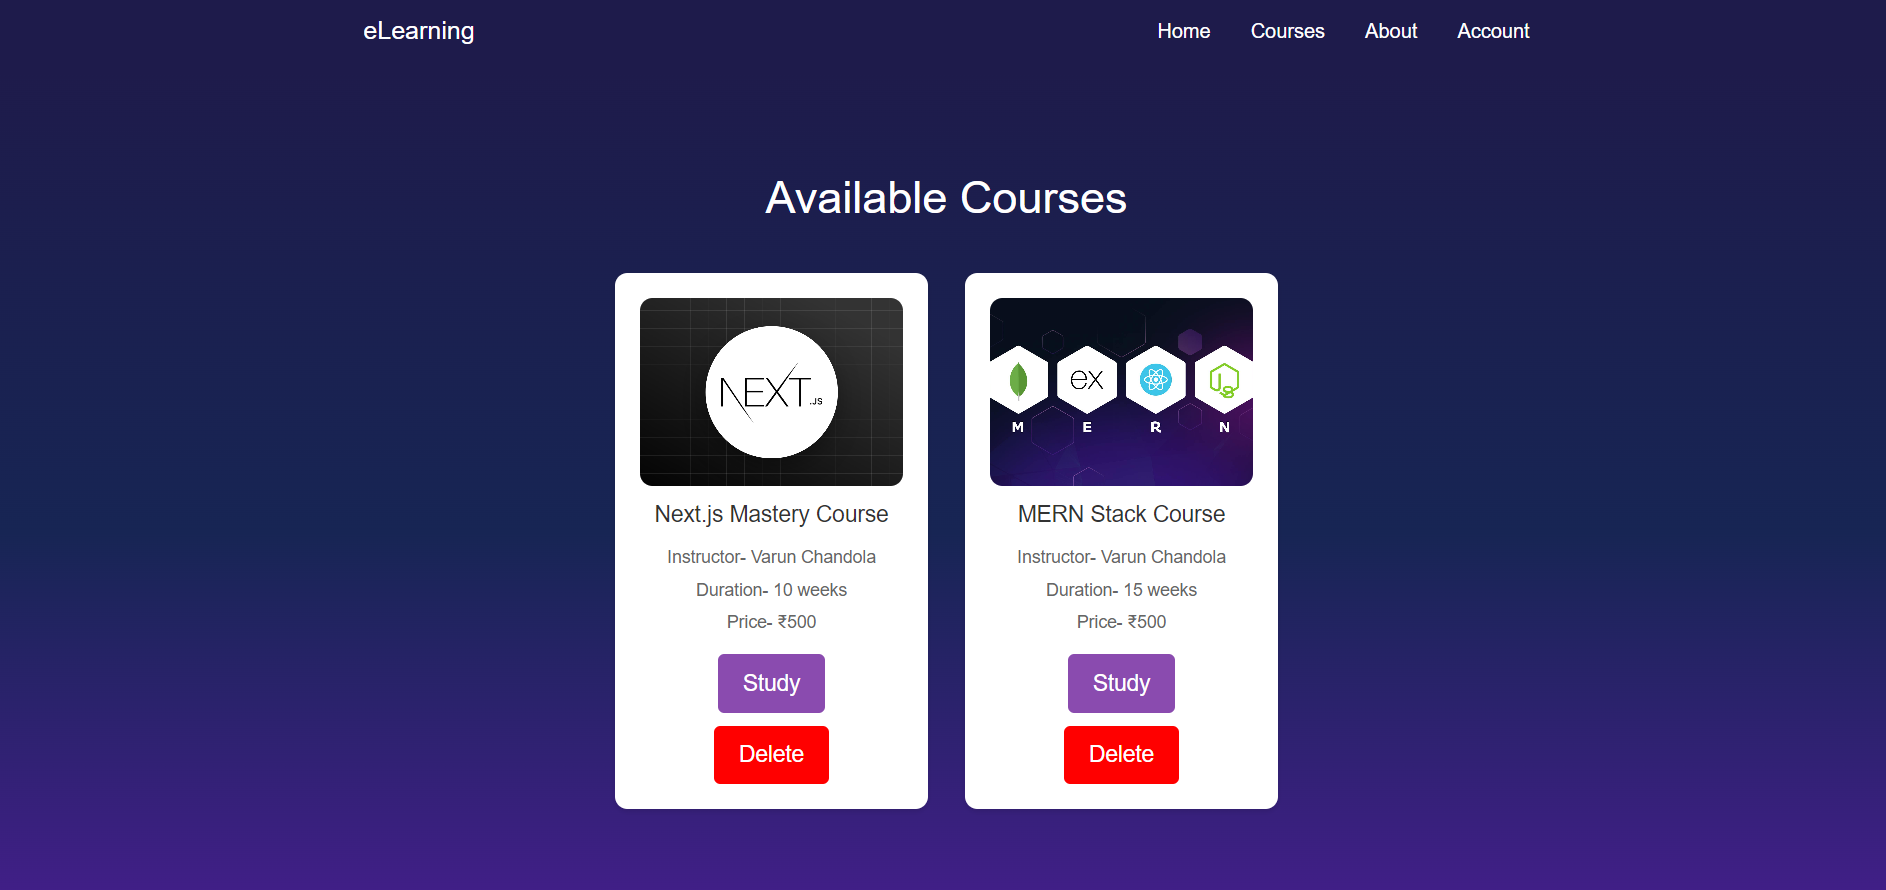 eLearning
Home Courses About Account
Available Courses
NEXT.JS
Next.js Mastery Course
Instructor- Varun Chandola
Duration- 10 weeks
Price- ₹500
Study
Delete
ex
JS
M E R N
MERN Stack Course
Instructor- Varun Chandola
Duration- 15 weeks
Price- ₹500
Study
Delete